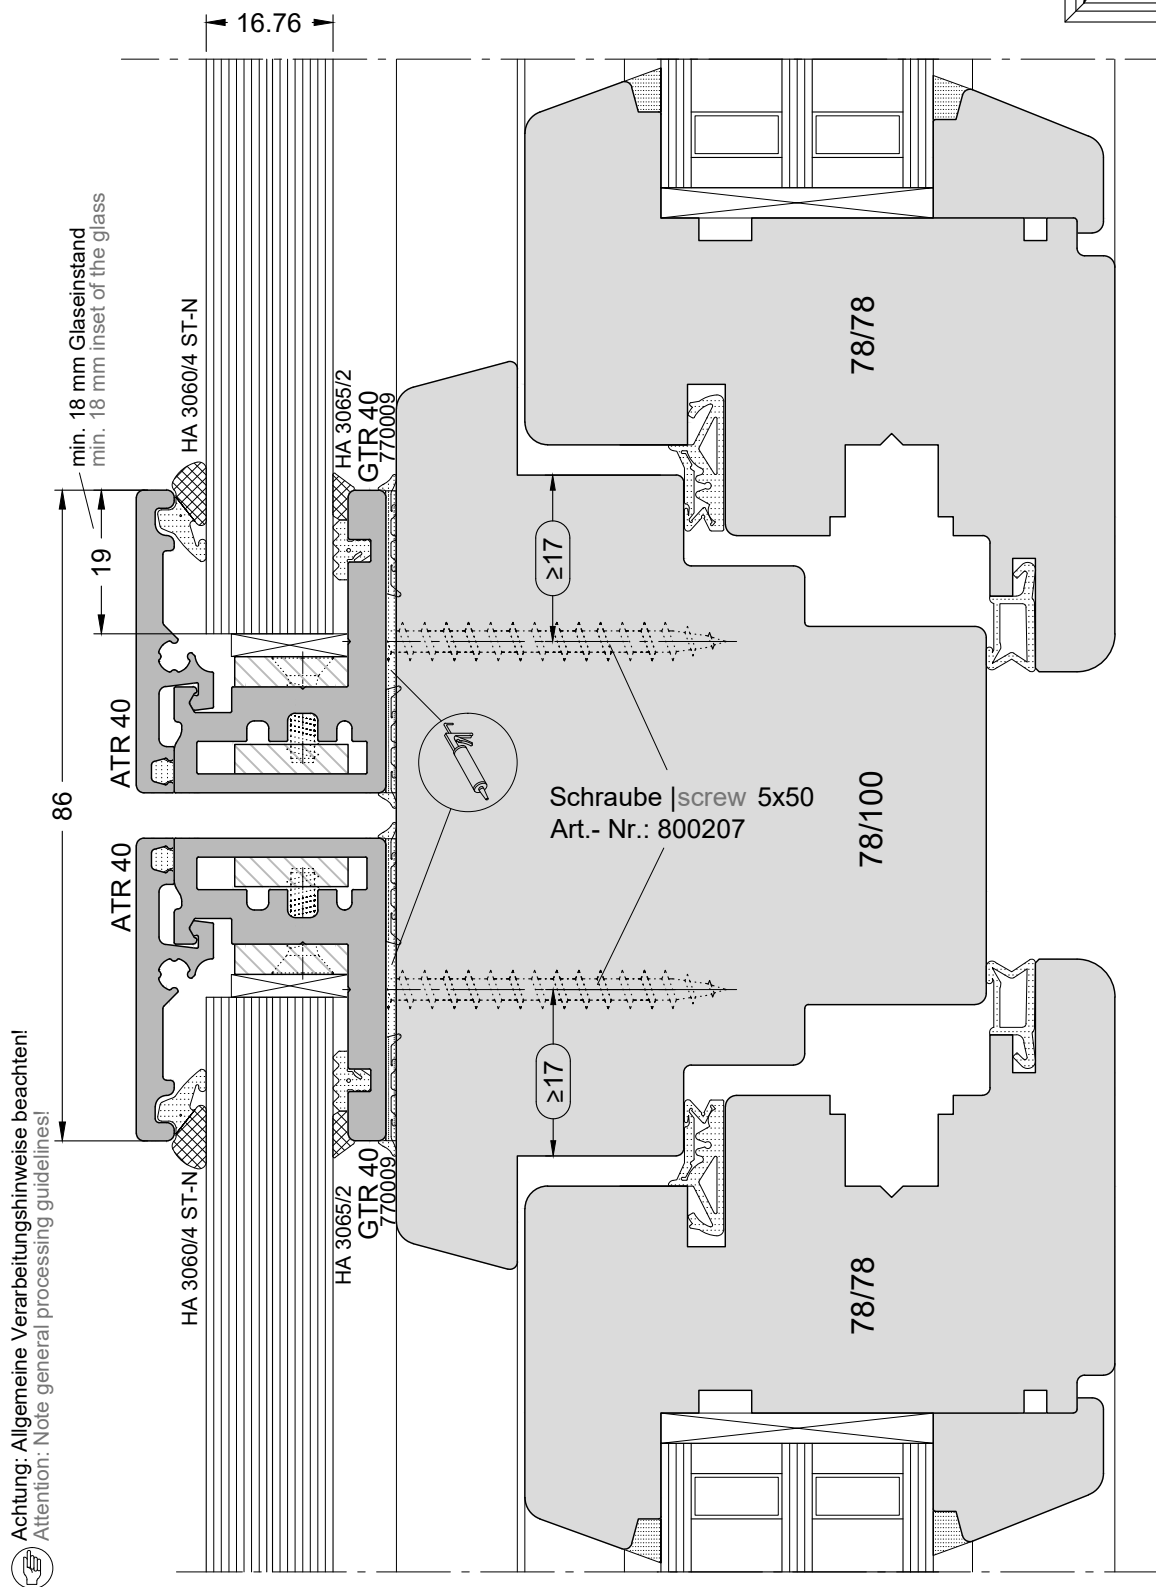 16.76
min. 18 mm Glaseinstand
min. 18 mm inset of the glass
HA 3060/4 ST-N
HA 3065/2
GTR 40
770009
19
86
ATR 40
ATR 40
≥17
78/78
Schraube |screw 5x50
Art.- Nr.: 800207
78/100
≥17
HA 3060/4 ST-N
HA 3065/2
GTR 40
770009
78/78
Achtung: Allgemeine Verarbeitungshinweise beachten!
Attention: Note general processing guidelines!